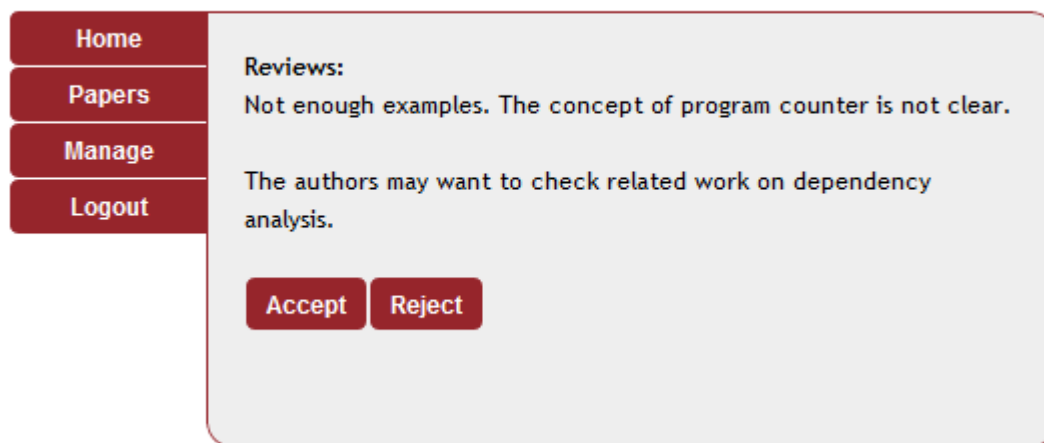 Home
Papers
Manage
Logout
Reviews:
Not enough examples. The concept of program counter is not clear.
The authors may want to check related work on dependency
analysis.
Accept Reject